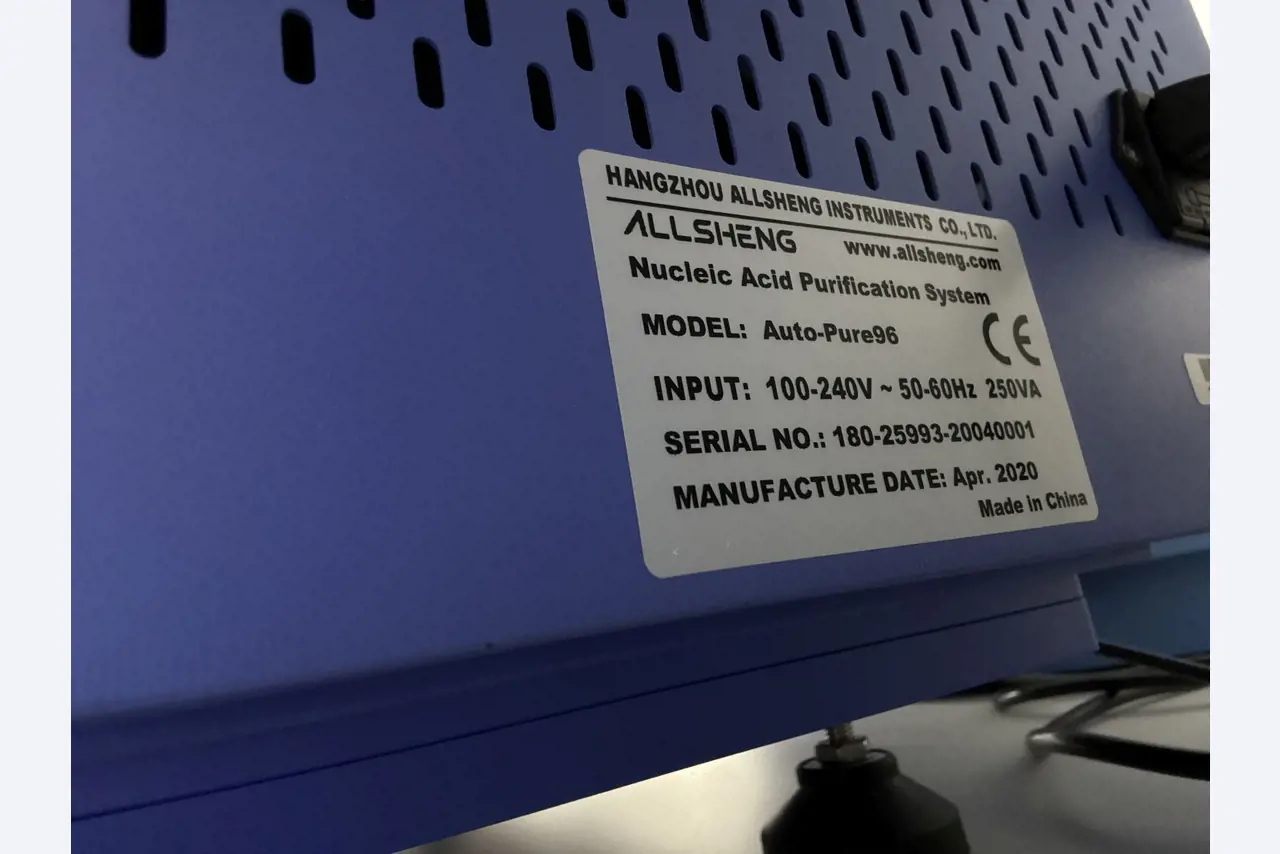 HANGZHOU ALLSHENG INSTRUMENTS CO.,LTD.
ALLSHENG www.allsheng.com
Nucleic Acid Purification System
MODEL: Auto-Pure96 CE
INPUT: 100-240V ~ 50-60Hz 250VA
SERIAL NO.: 180-25993-20040001
MANUFACTURE DATE: Apr. 2020
Made in China